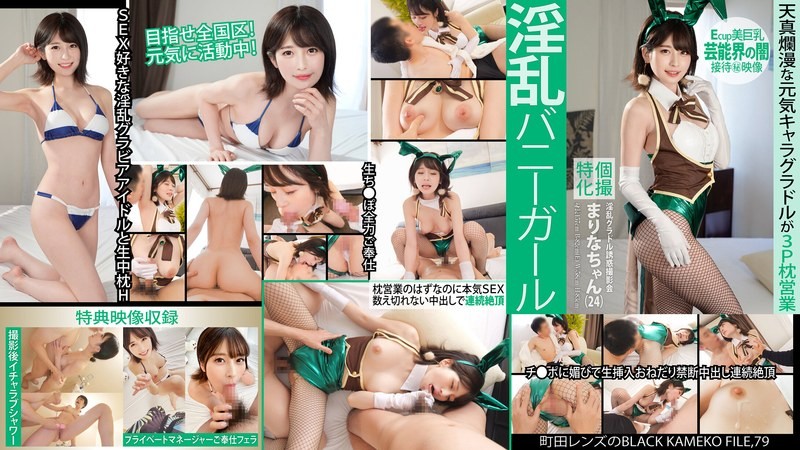 SEX好きな淫乱グラビアアイドルと生中枕H
目指せ全国区!
元気に活動中!
生ち●ぽ全力ご奉仕
枕営業のはずなのに本気SEX
数え切れない中出しで連続絶頂
特典映像収録
撮影後イチャラブシャワー
プライベートマネージャーご奉仕フェラ
淫乱バニーガール
天真爛漫な元気キャラグラドルが3P枕営業
Ecup美巨乳
芸能界の闇
接待㊙映像
個撮
特化
淫乱グラドル誘惑撮影会
まりなちゃん(24)
チ●ポに媚びて生挿入おねだり禁断中出し連続絶頂
町田レンズのBLACK KAMEKO FILE,79